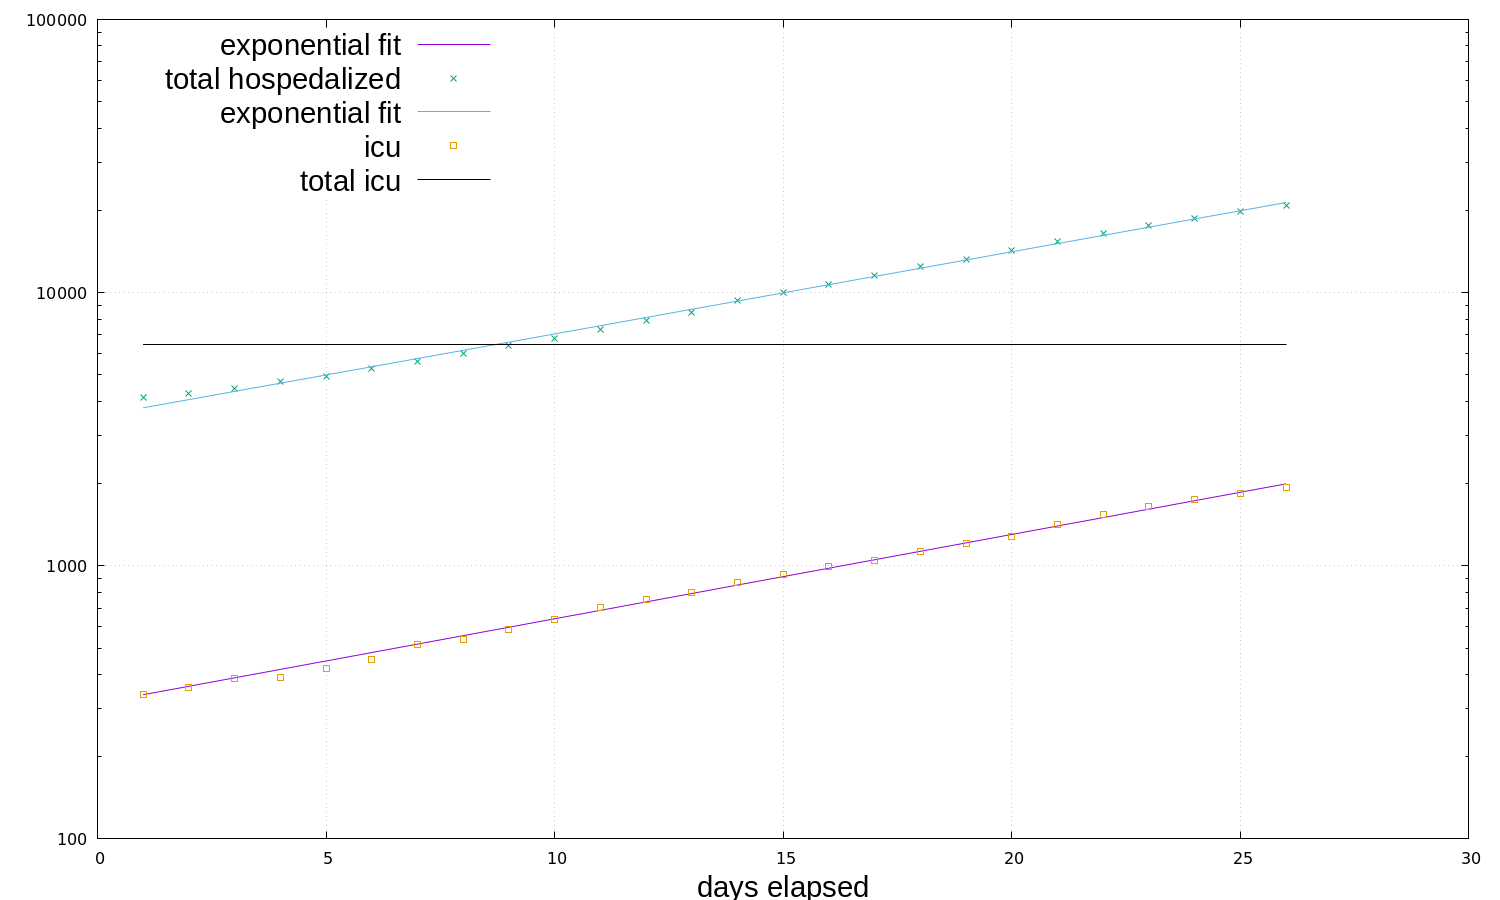 100000
exponential fit
total hospedalized
exponential fit
icu
total icu
10000
1000
100
0 5 10 15 20 25 30
days elapsed